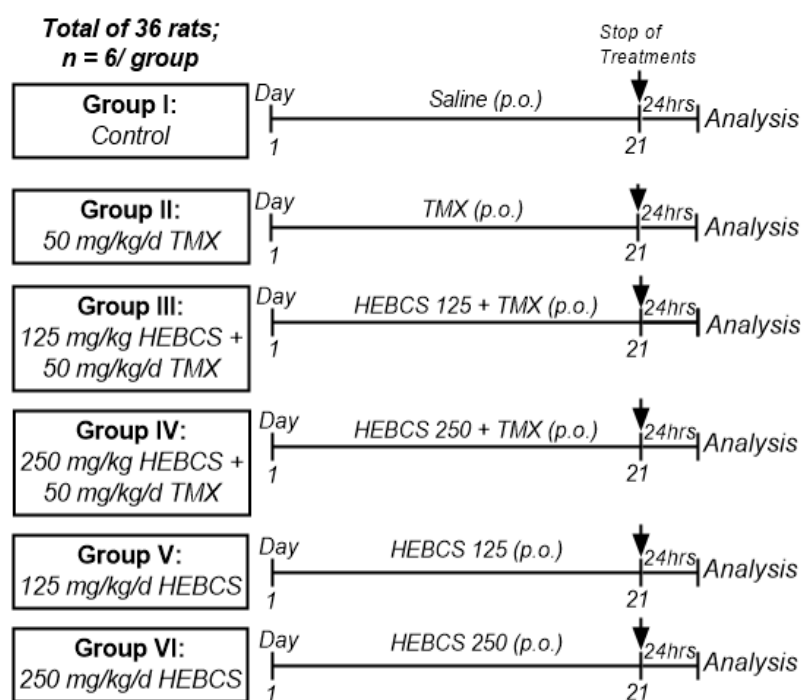 Total of 36 rats;
n = 6/ group
Stop of
Treatments
Group I:
Control
Day
1
Saline (p.o.)
24hrs
21
Analysis
Group II:
50 mg/kg/d TMX
Day
1
TMX (p.o.)
24hrs
21
Analysis
Group III:
125 mg/kg HEBCS +
50 mg/kg/d TMX
Day
1
HEBCS 125 + TMX (p.o.)
24hrs
21
Analysis
Group IV:
250 mg/kg HEBCS +
50 mg/kg/d TMX
Day
1
HEBCS 250 + TMX (p.o.)
24hrs
21
Analysis
Group V:
125 mg/kg/d HEBCS
Day
1
HEBCS 125 (p.o.)
24hrs
21
Analysis
Group VI:
250 mg/kg/d HEBCS
Day
1
HEBCS 250 (p.o.)
24hrs
21
Analysis